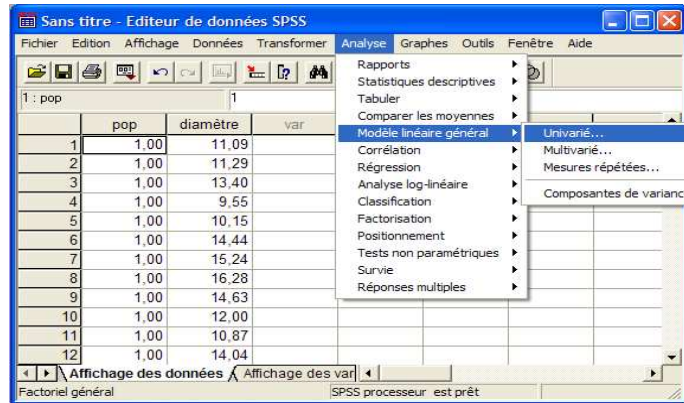 Sans titre - Editeur de données SPSS
Fichier Edition Affichage Données Transformer Analyse Graphes Outils Fenêtre Aide
1 : pop 1
pop diamètre var
1 1,00 11,09
2 1,00 11,29
3 1,00 13,40
4 1,00 9,55
5 1,00 10,15
6 1,00 14,44
7 1,00 15,24
8 1,00 16,28
9 1,00 14,63
10 1,00 12,00
11 1,00 10,87
12 1,00 14,04
Rapports
Statistiques descriptives
Tabuler
Comparer les moyennes
Modèle linéaire général
Corrélation
Régression
Analyse log-linéaire
Classification
Factorisation
Positionnement
Tests non paramétriques
Survie
Réponses multiples
Univarié...
Multivarié...
Mesures répétées...
Composantes de varianc
Affichage des données Affichage des var
Factoriel général SPSS processeur est prêt